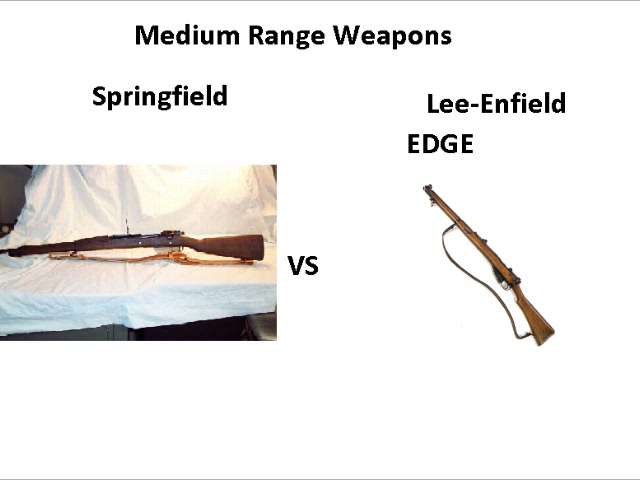 Medium Range Weapons
Springfield
Lee-Enfield
EDGE
VS